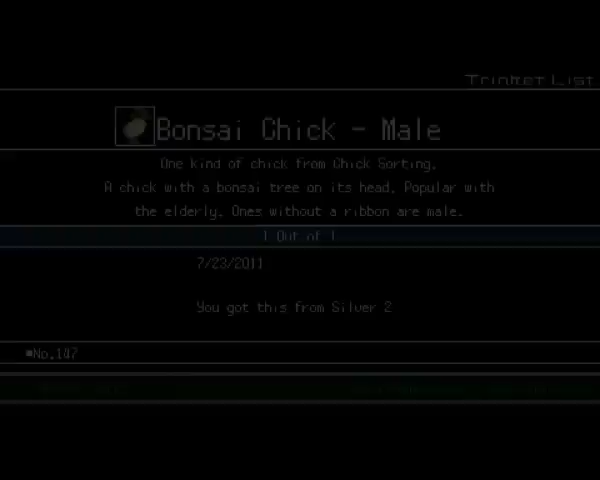 Trinket List
Bonsai Chick - Male
One kind of chick from Chick Sorting.
A chick with a bonsai tree on its head. Popular with
the elderly. Ones without a ribbon are male.
1 Out of 1
7/23/2011
You got this from Silver 2
■No.107